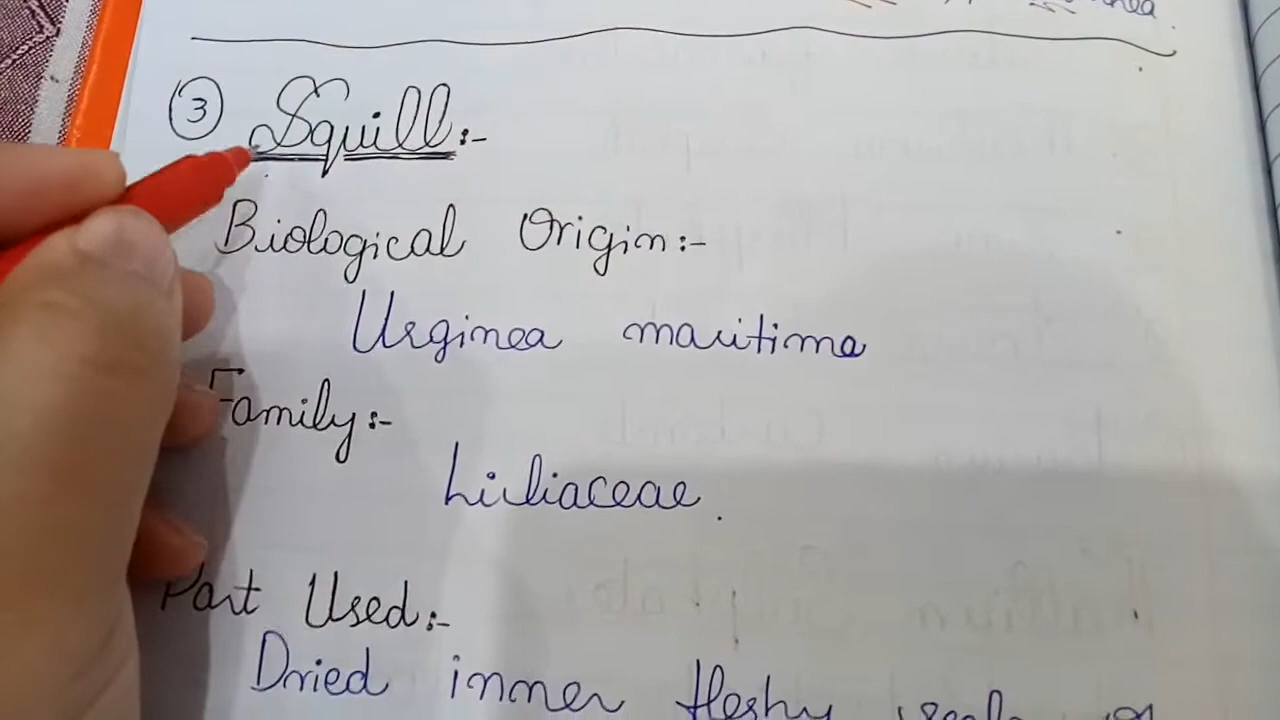 ③ Squill:-
Biological Origin:-
Urginea maritima
Family:-
Liliaceae.
Part Used:-
Dried inner fleshy